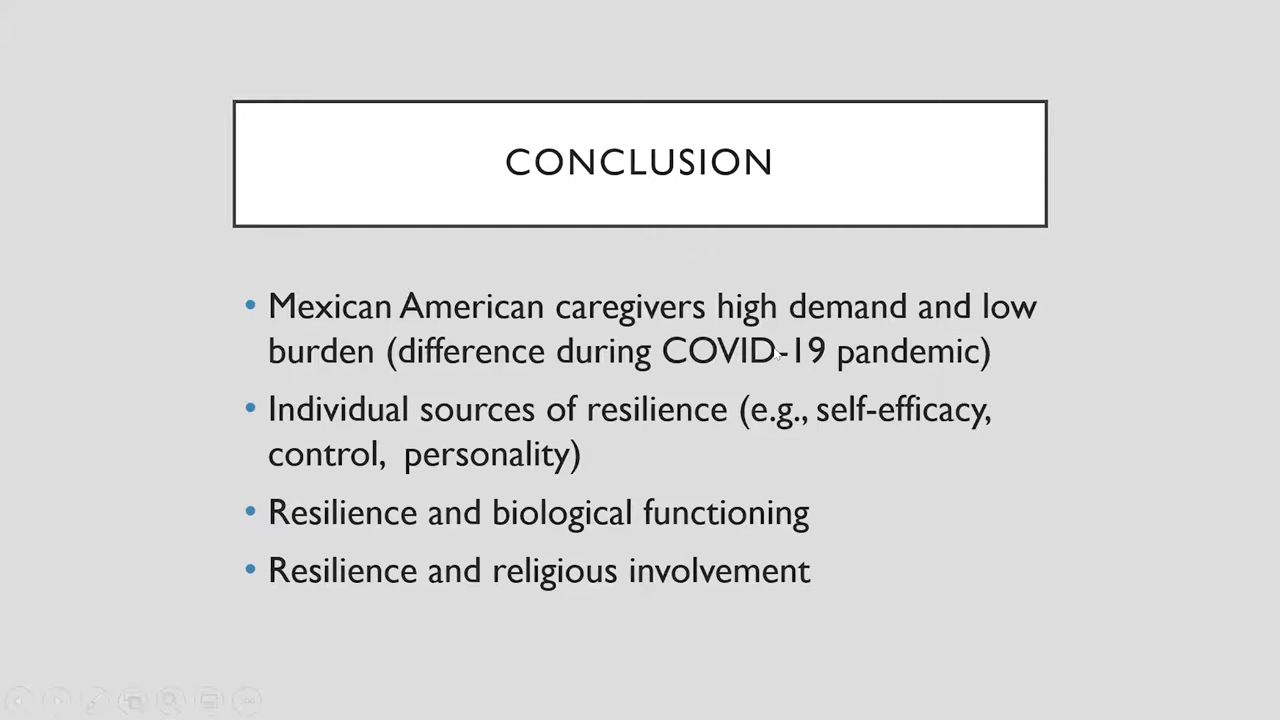 CONCLUSION
• Mexican American caregivers high demand and low
burden (difference during COVID-19 pandemic)
• Individual sources of resilience (e.g., self-efficacy,
control,  personality)
• Resilience and biological functioning
• Resilience and religious involvement